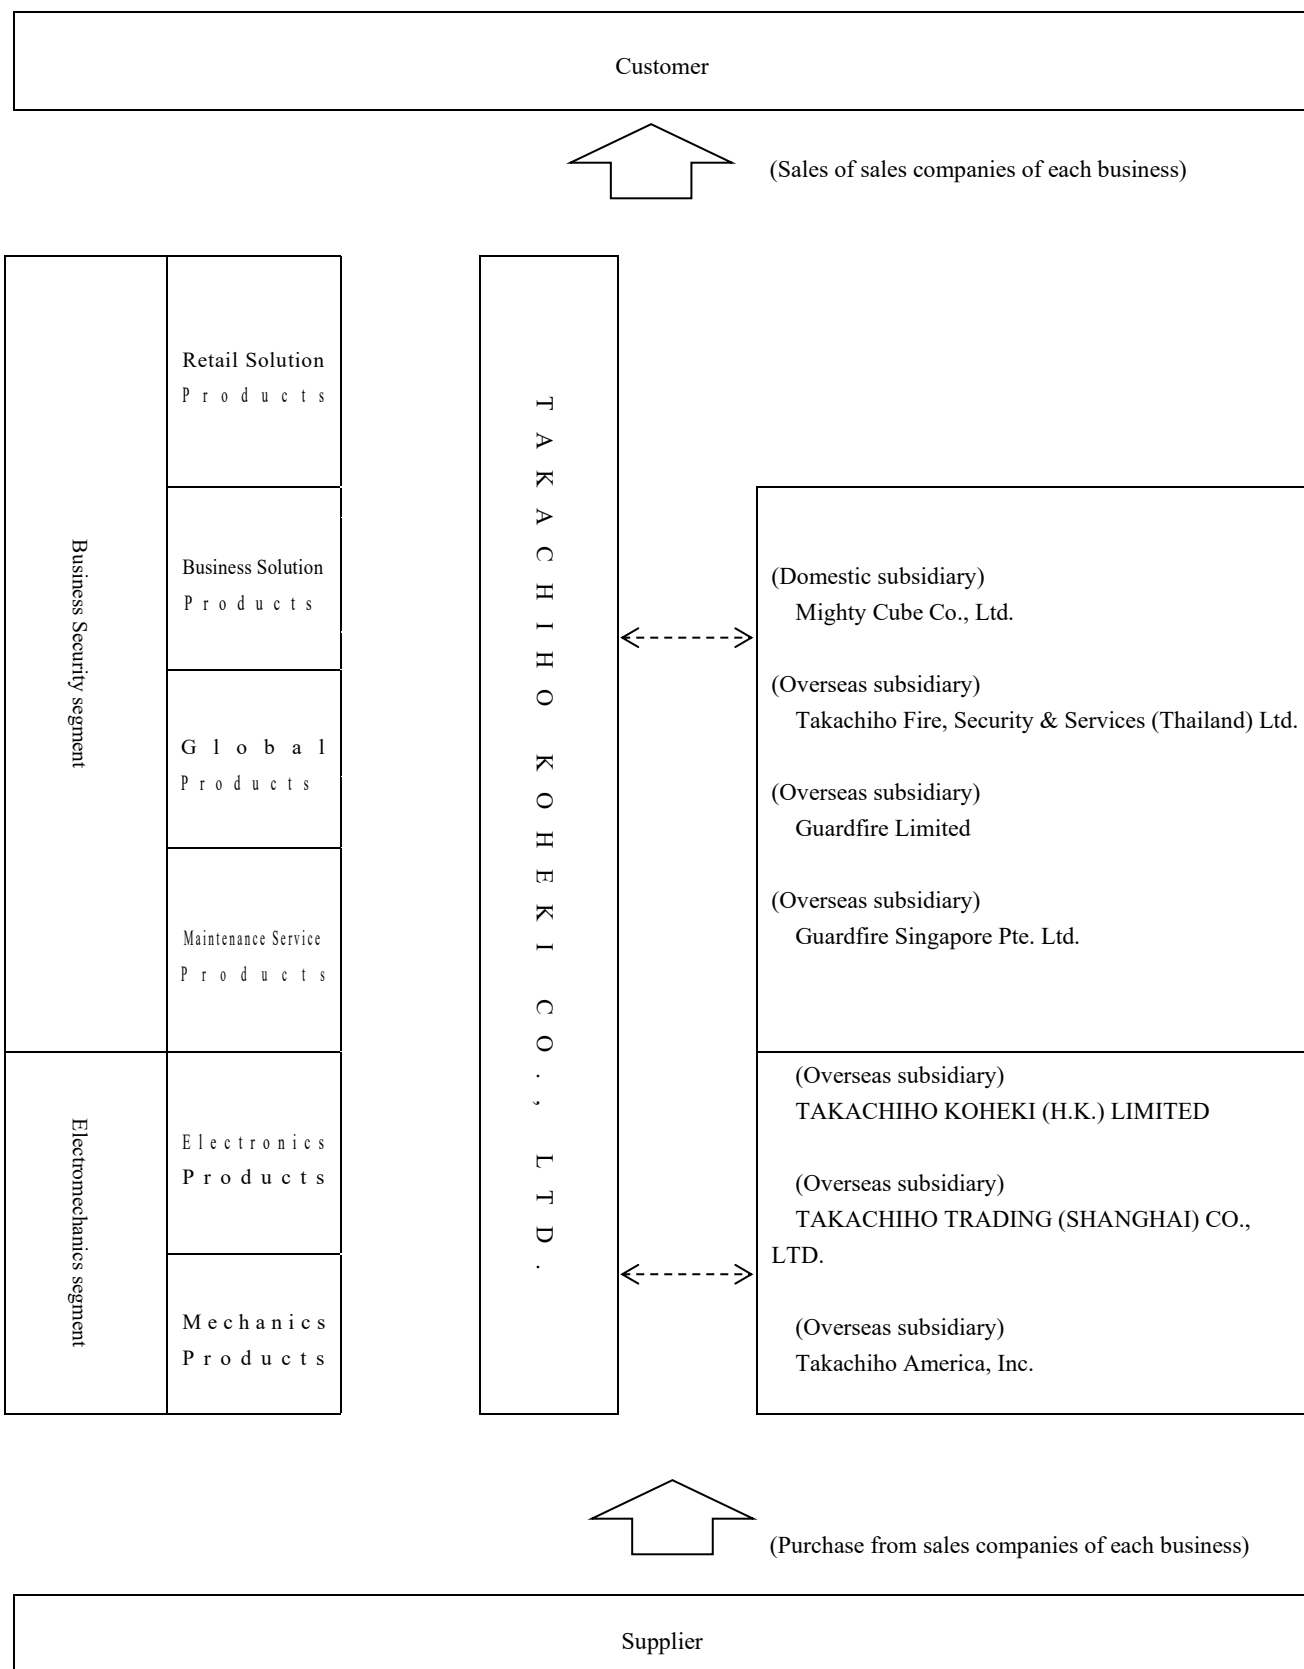 Customer
(Sales of sales companies of each business)
Business Security segment
Retail Solution
Products
Business Solution
Products
Global
Products
Maintenance Service
Products
Electromechanics segment
Electronics
Products
Mechanics
Products
TAKACHIHO KOHEKI CO., LTD.
(Domestic subsidiary)
Mighty Cube Co., Ltd.
(Overseas subsidiary)
Takachiho Fire, Security & Services (Thailand) Ltd.
(Overseas subsidiary)
Guardfire Limited
(Overseas subsidiary)
Guardfire Singapore Pte. Ltd.
(Overseas subsidiary)
TAKACHIHO KOHEKI (H.K.) LIMITED
(Overseas subsidiary)
TAKACHIHO TRADING (SHANGHAI) CO.,
LTD.
(Overseas subsidiary)
Takachiho America, Inc.
(Purchase from sales companies of each business)
Supplier